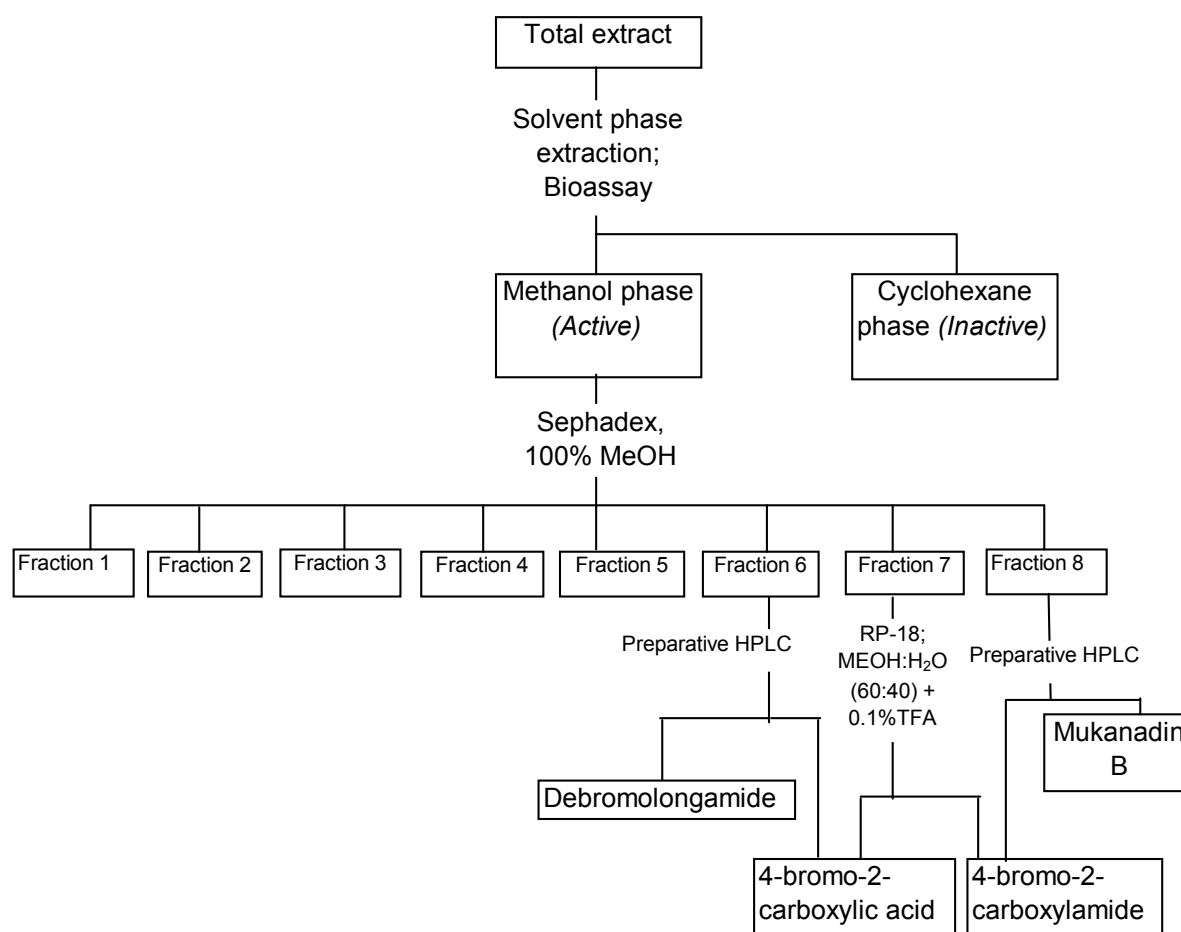 Total extract
Solvent phase
extraction;
Bioassay
Methanol phase
(Active)
Cyclohexane
phase (Inactive)
Sephadex,
100% MeOH
Fraction 1
Fraction 2
Fraction 3
Fraction 4
Fraction 5
Fraction 6
Fraction 7
Fraction 8
Preparative HPLC
RP-18;
MEOH:H₂O
(60:40) +
0.1%TFA
Preparative HPLC
Mukanadin
B
Debromolongamide
4-bromo-2-
carboxylic acid
4-bromo-2-
carboxylamide